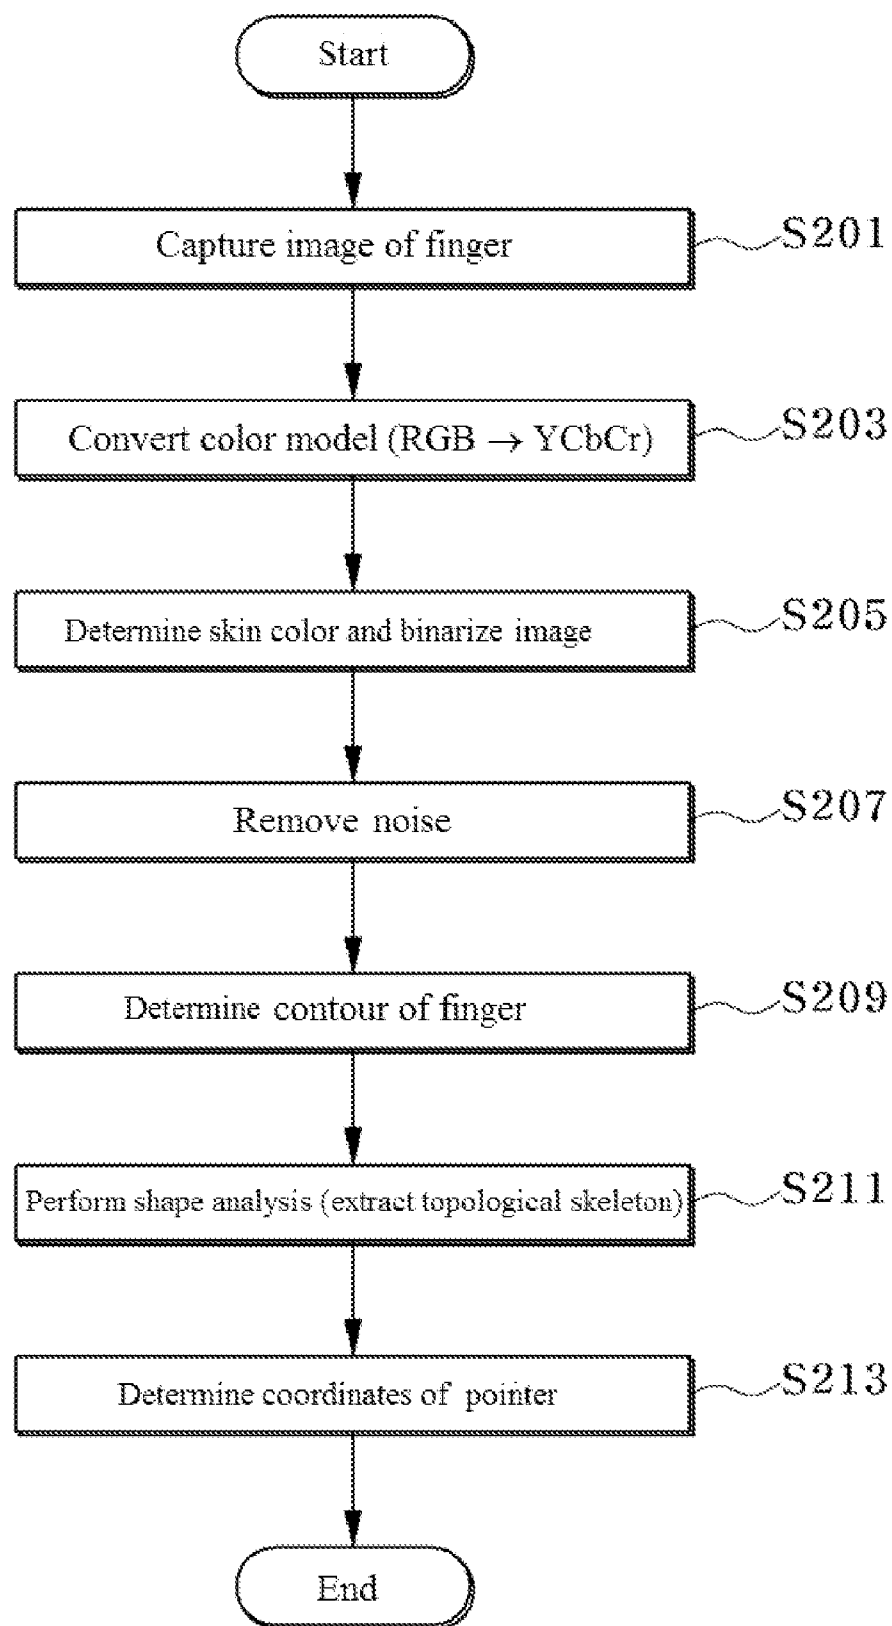 Start
Capture image of finger
S201
Convert color model (RGB → YCbCr)
S203
Determine skin color and binarize image
S205
Remove noise
S207
Determine contour of finger
S209
Perform shape analysis (extract topological skeleton)
S211
Determine coordinates of pointer
S213
End